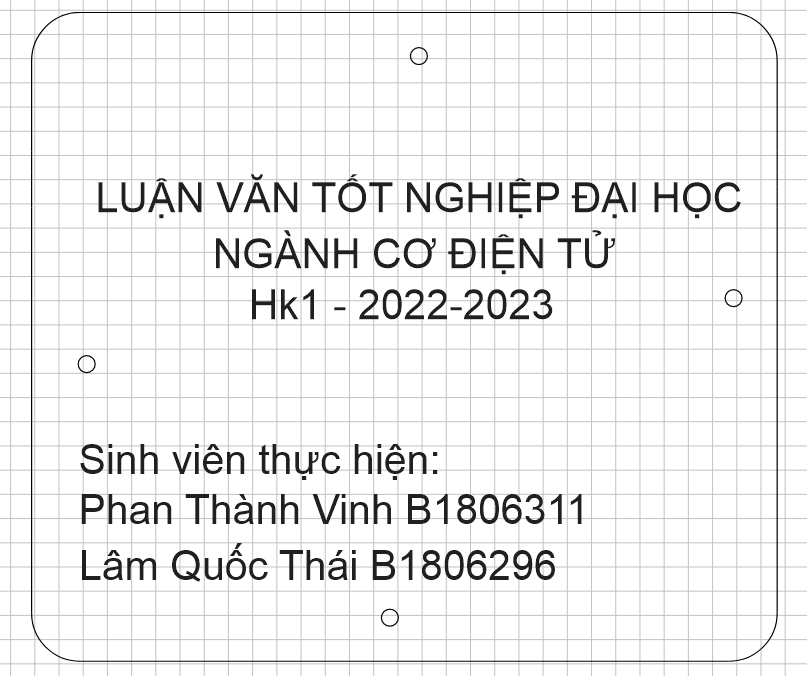 LUẬN VĂN TỐT NGHIỆP ĐẠI HỌC
NGÀNH CƠ ĐIỆN TỬ
Hk1 - 2022-2023
Sinh viên thực hiện:
Phan Thành Vinh B1806311
Lâm Quốc Thái B1806296